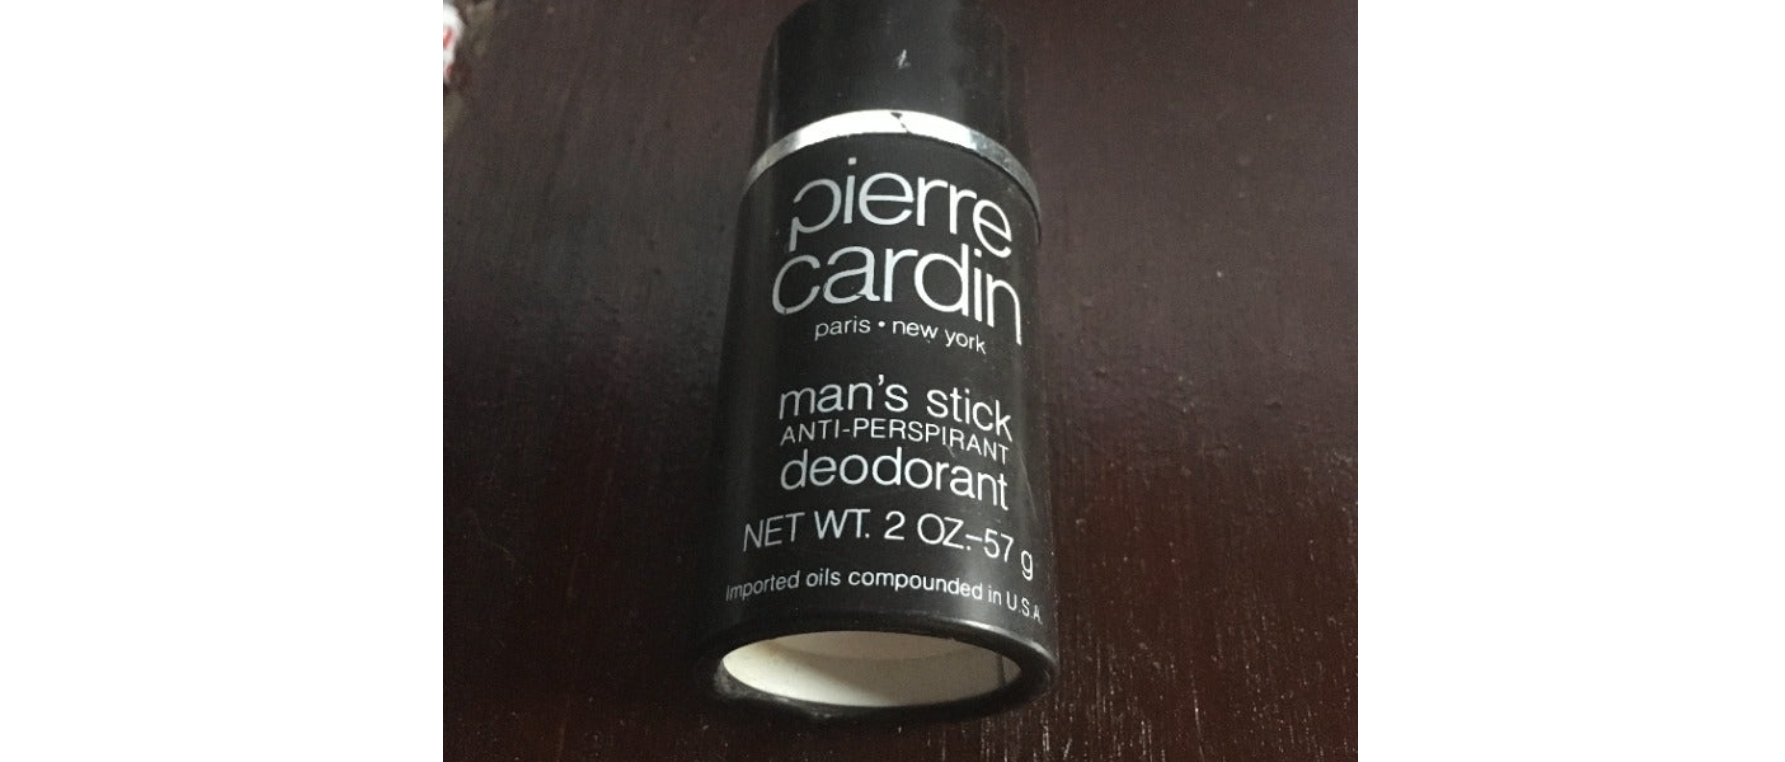 pierre
cardin
paris • new york
man's stick
ANTI-PERSPIRANT
deodorant
NET WT. 2 OZ.–57 g
Imported oils compounded in U.S.A.